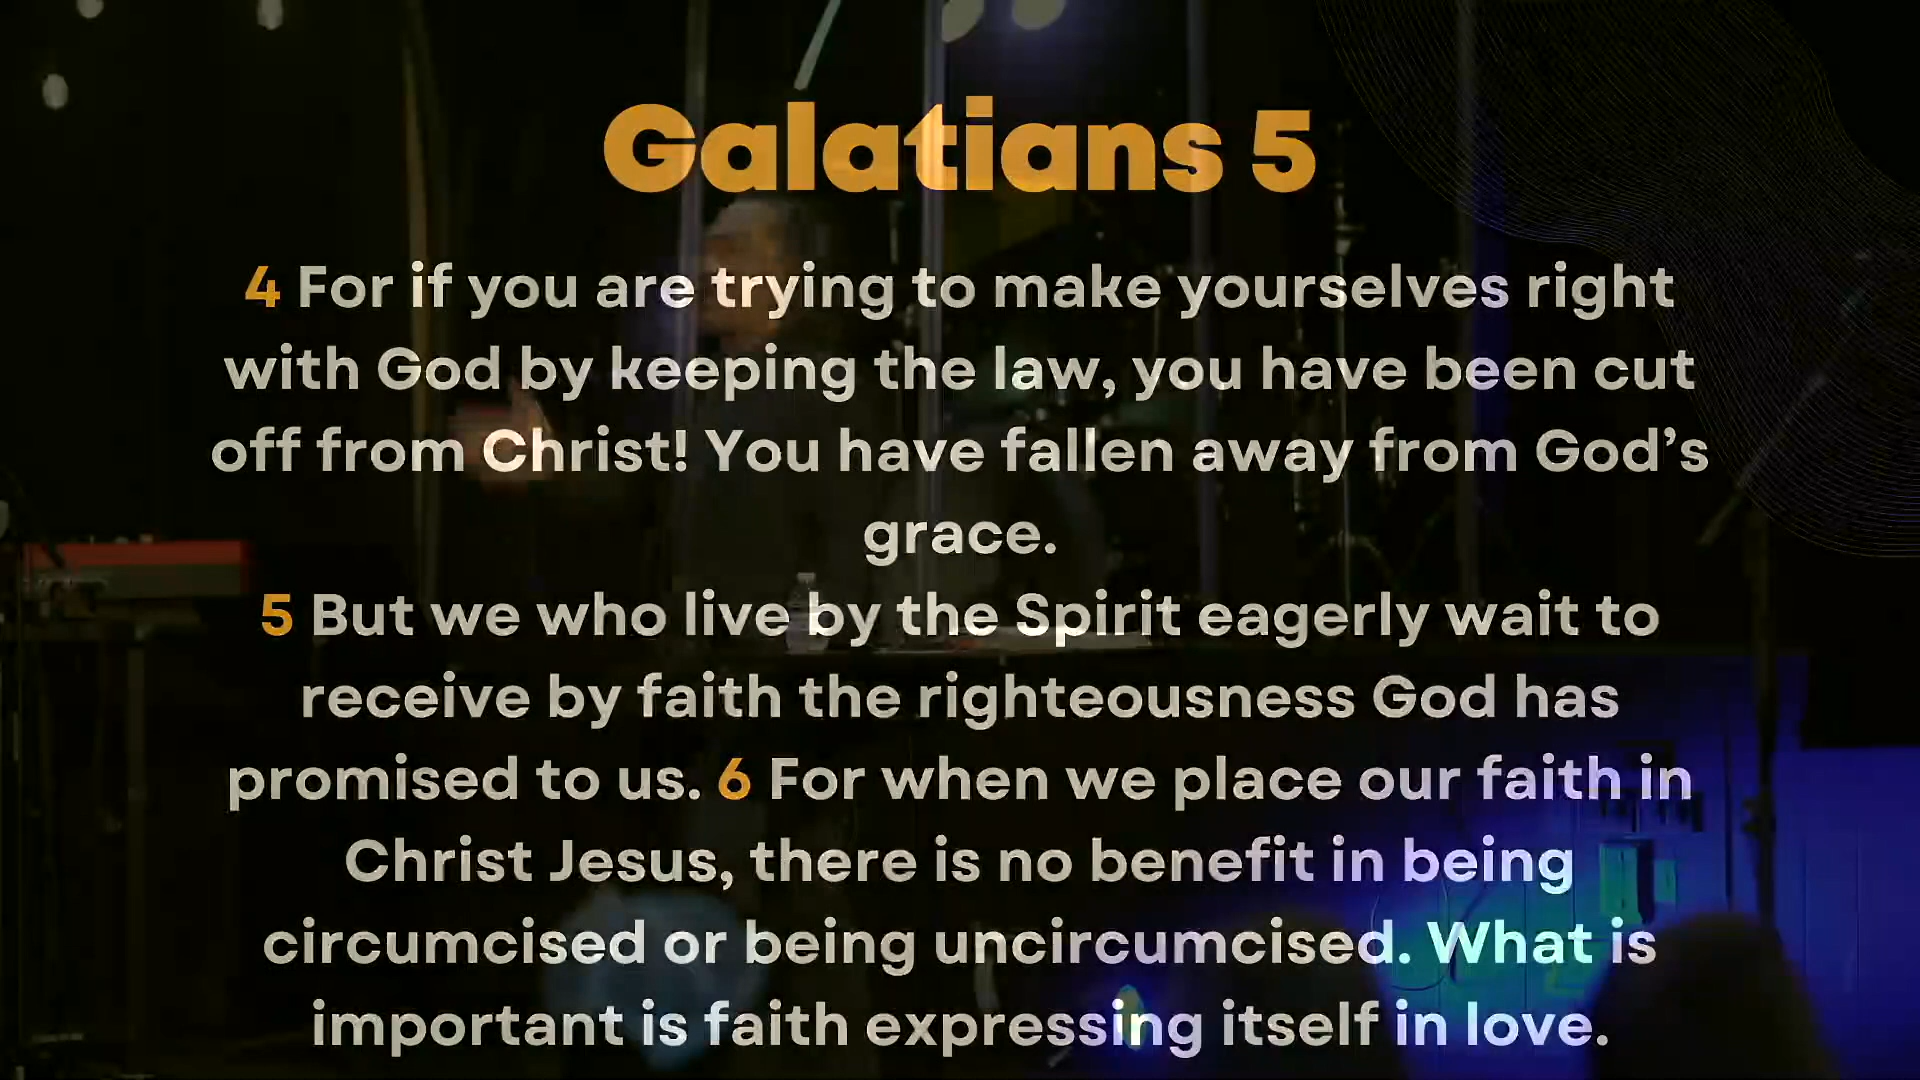 Galatians 5
4 For if you are trying to make yourselves right
with God by keeping the law, you have been cut
off from Christ! You have fallen away from God’s
grace.
5 But we who live by the Spirit eagerly wait to
receive by faith the righteousness God has
promised to us. 6 For when we place our faith in
Christ Jesus, there is no benefit in being
circumcised or being uncircumcised. What is
important is faith expressing itself in love.